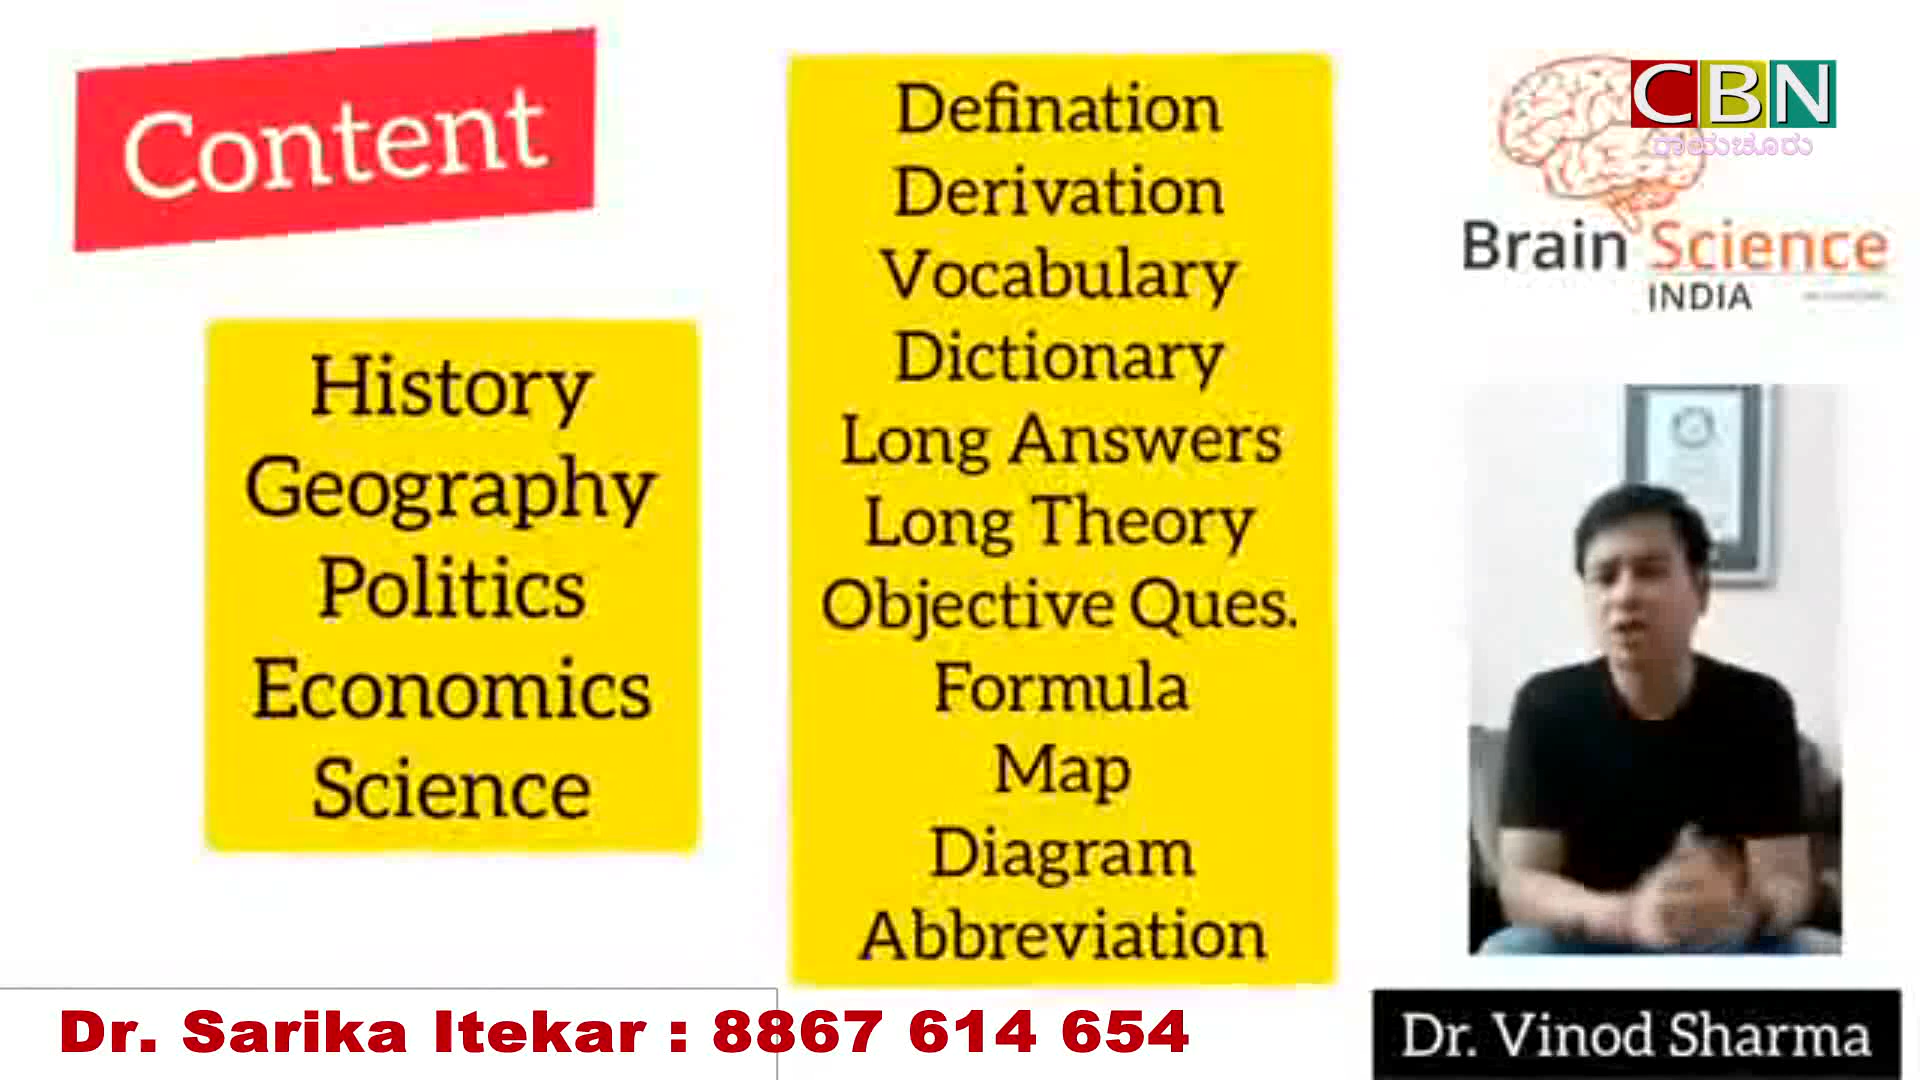 Content
History
Geography
Politics
Economics
Science
Defination
Derivation
Vocabulary
Dictionary
Long Answers
Long Theory
Objective Ques.
Formula
Map
Diagram
Abbreviation
CBN
ರಾಯಚೂರು
Brain Science
INDIA
Dr. Vinod Sharma
Dr. Sarika Itekar : 8867 614 654